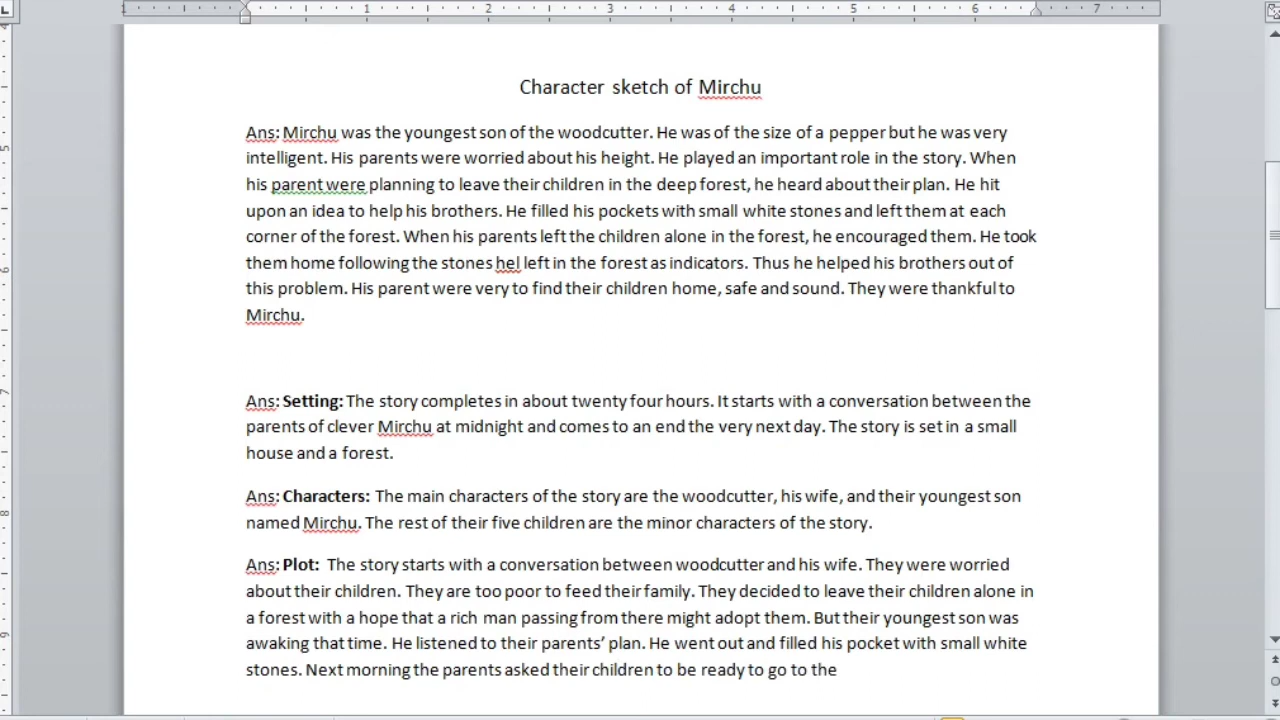 1 1 2 3 4 5 6 7
Character sketch of Mirchu
Ans: Mirchu was the youngest son of the woodcutter. He was of the size of a pepper but he was very
intelligent. His parents were worried about his height. He played an important role in the story. When
his parent were planning to leave their children in the deep forest, he heard about their plan. He hit
upon an idea to help his brothers. He filled his pockets with small white stones and left them at each
corner of the forest. When his parents left the children alone in the forest, he encouraged them. He took
them home following the stones hel left in the forest as indicators. Thus he helped his brothers out of
this problem. His parent were very to find their children home, safe and sound. They were thankful to
Mirchu.
Ans: Setting: The story completes in about twenty four hours. It starts with a conversation between the
parents of clever Mirchu at midnight and comes to an end the very next day. The story is set in a small
house and a forest.
Ans: Characters: The main characters of the story are the woodcutter, his wife, and their youngest son
named Mirchu. The rest of their five children are the minor characters of the story.
Ans: Plot: The story starts with a conversation between woodcutter and his wife. They were worried
about their children. They are too poor to feed their family. They decided to leave their children alone in
a forest with a hope that a rich man passing from there might adopt them. But their youngest son was
awaking that time. He listened to their parents’ plan. He went out and filled his pocket with small white
stones. Next morning the parents asked their children to be ready to go to the